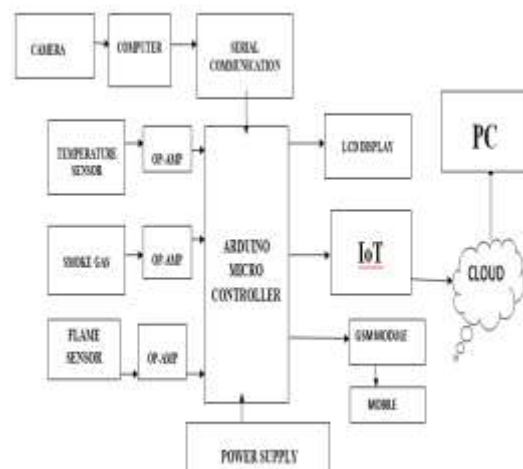 CAMERA
COMPUTER
SERIAL
COMMUNICATION
TEMPERATURE
SENSOR
OP-AMP
SMOKE GAS
OP-AMP
FLAME
SENSOR
OP-AMP
ARDUINO
MICRO
CONTROLLER
POWER SUPPLY
LCD DISPLAY
IoT
GSM MODULE
MOBILE
CLOUD
PC